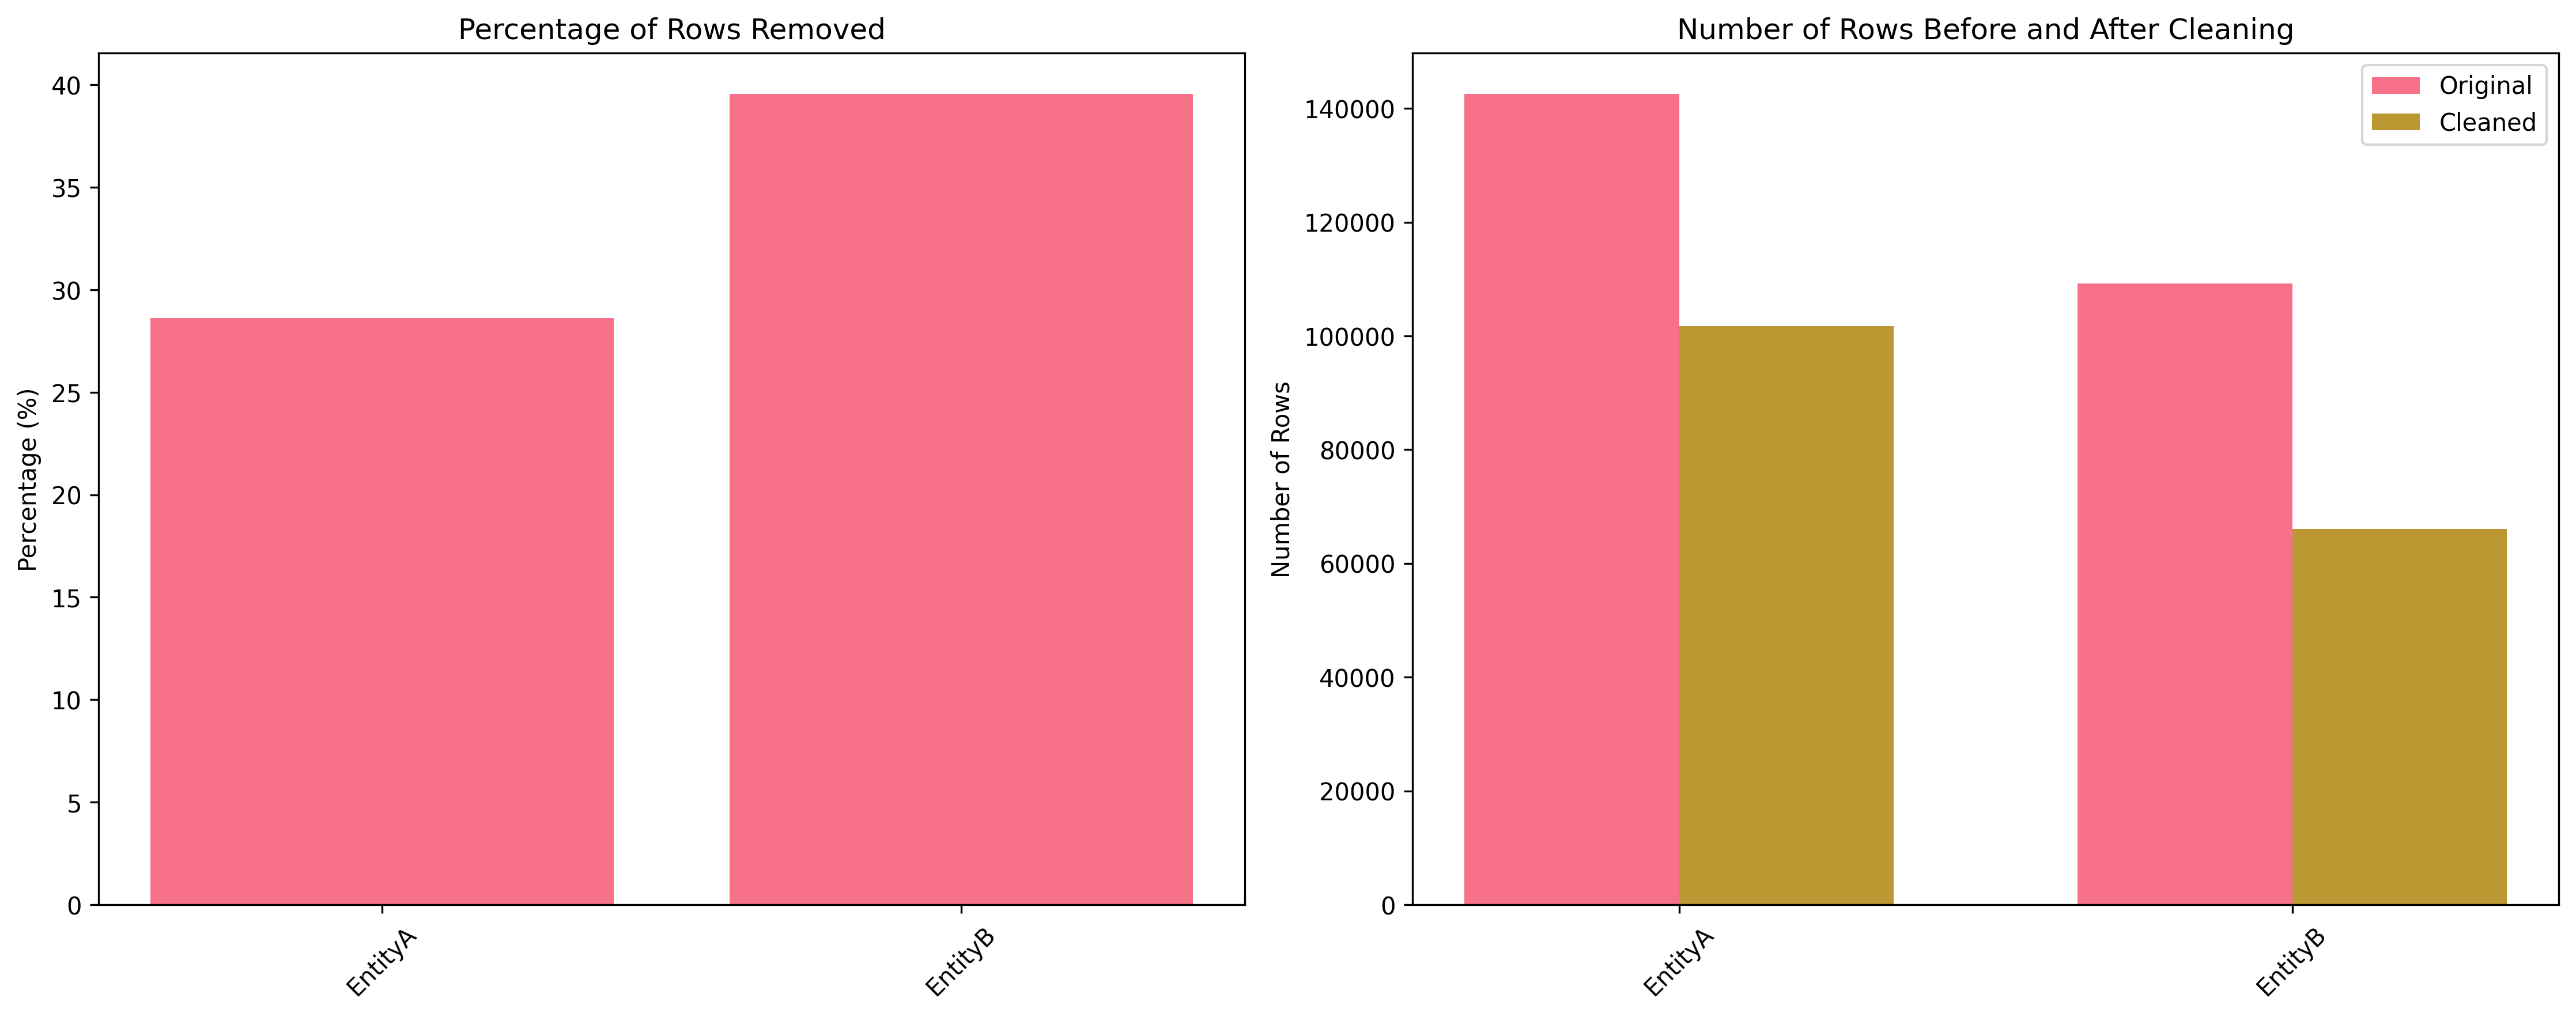 Percentage of Rows Removed
Percentage (%)
40
35
30
25
20
15
10
5
0
EntityA
EntityB
Number of Rows Before and After Cleaning
Number of Rows
140000
120000
100000
80000
60000
40000
20000
0
Original
Cleaned
EntityA
EntityB